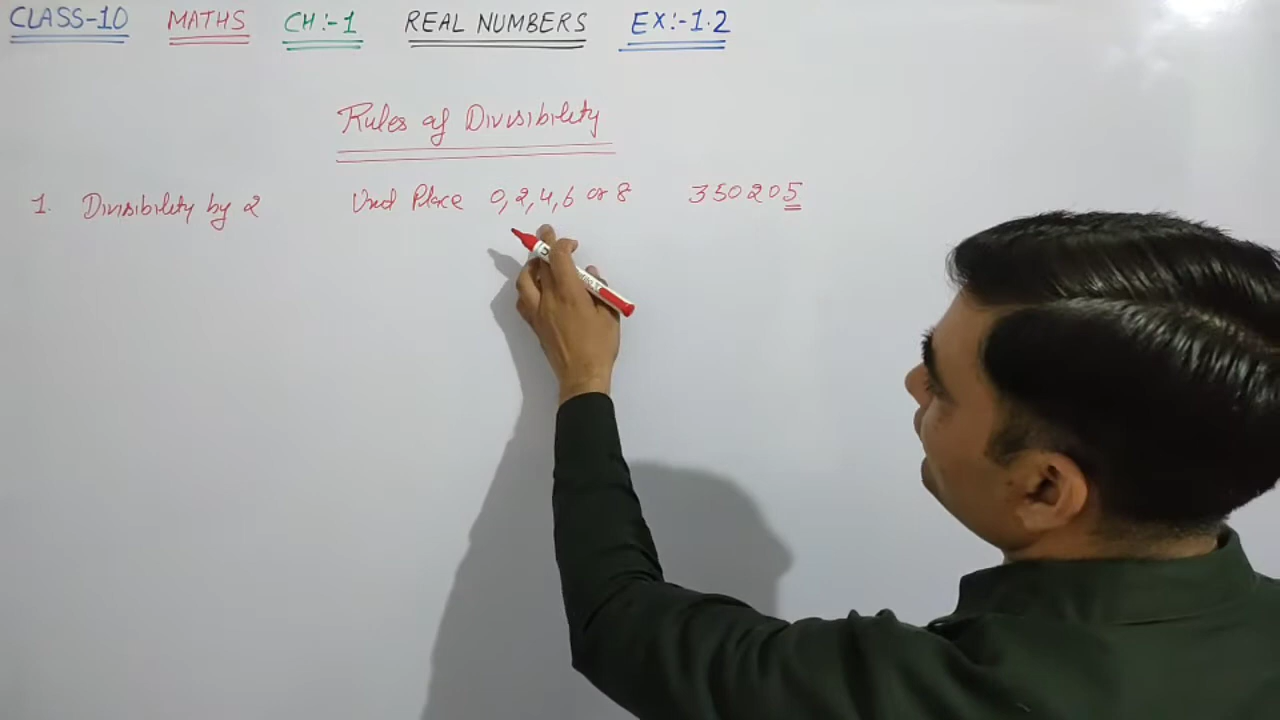 CLASS-10 MATHS CH:-1 REAL NUMBERS EX:-1.2
Rules of Divisibility
1. Divisibility by 2 Unit Place 0, 2, 4, 6 or 8 350205